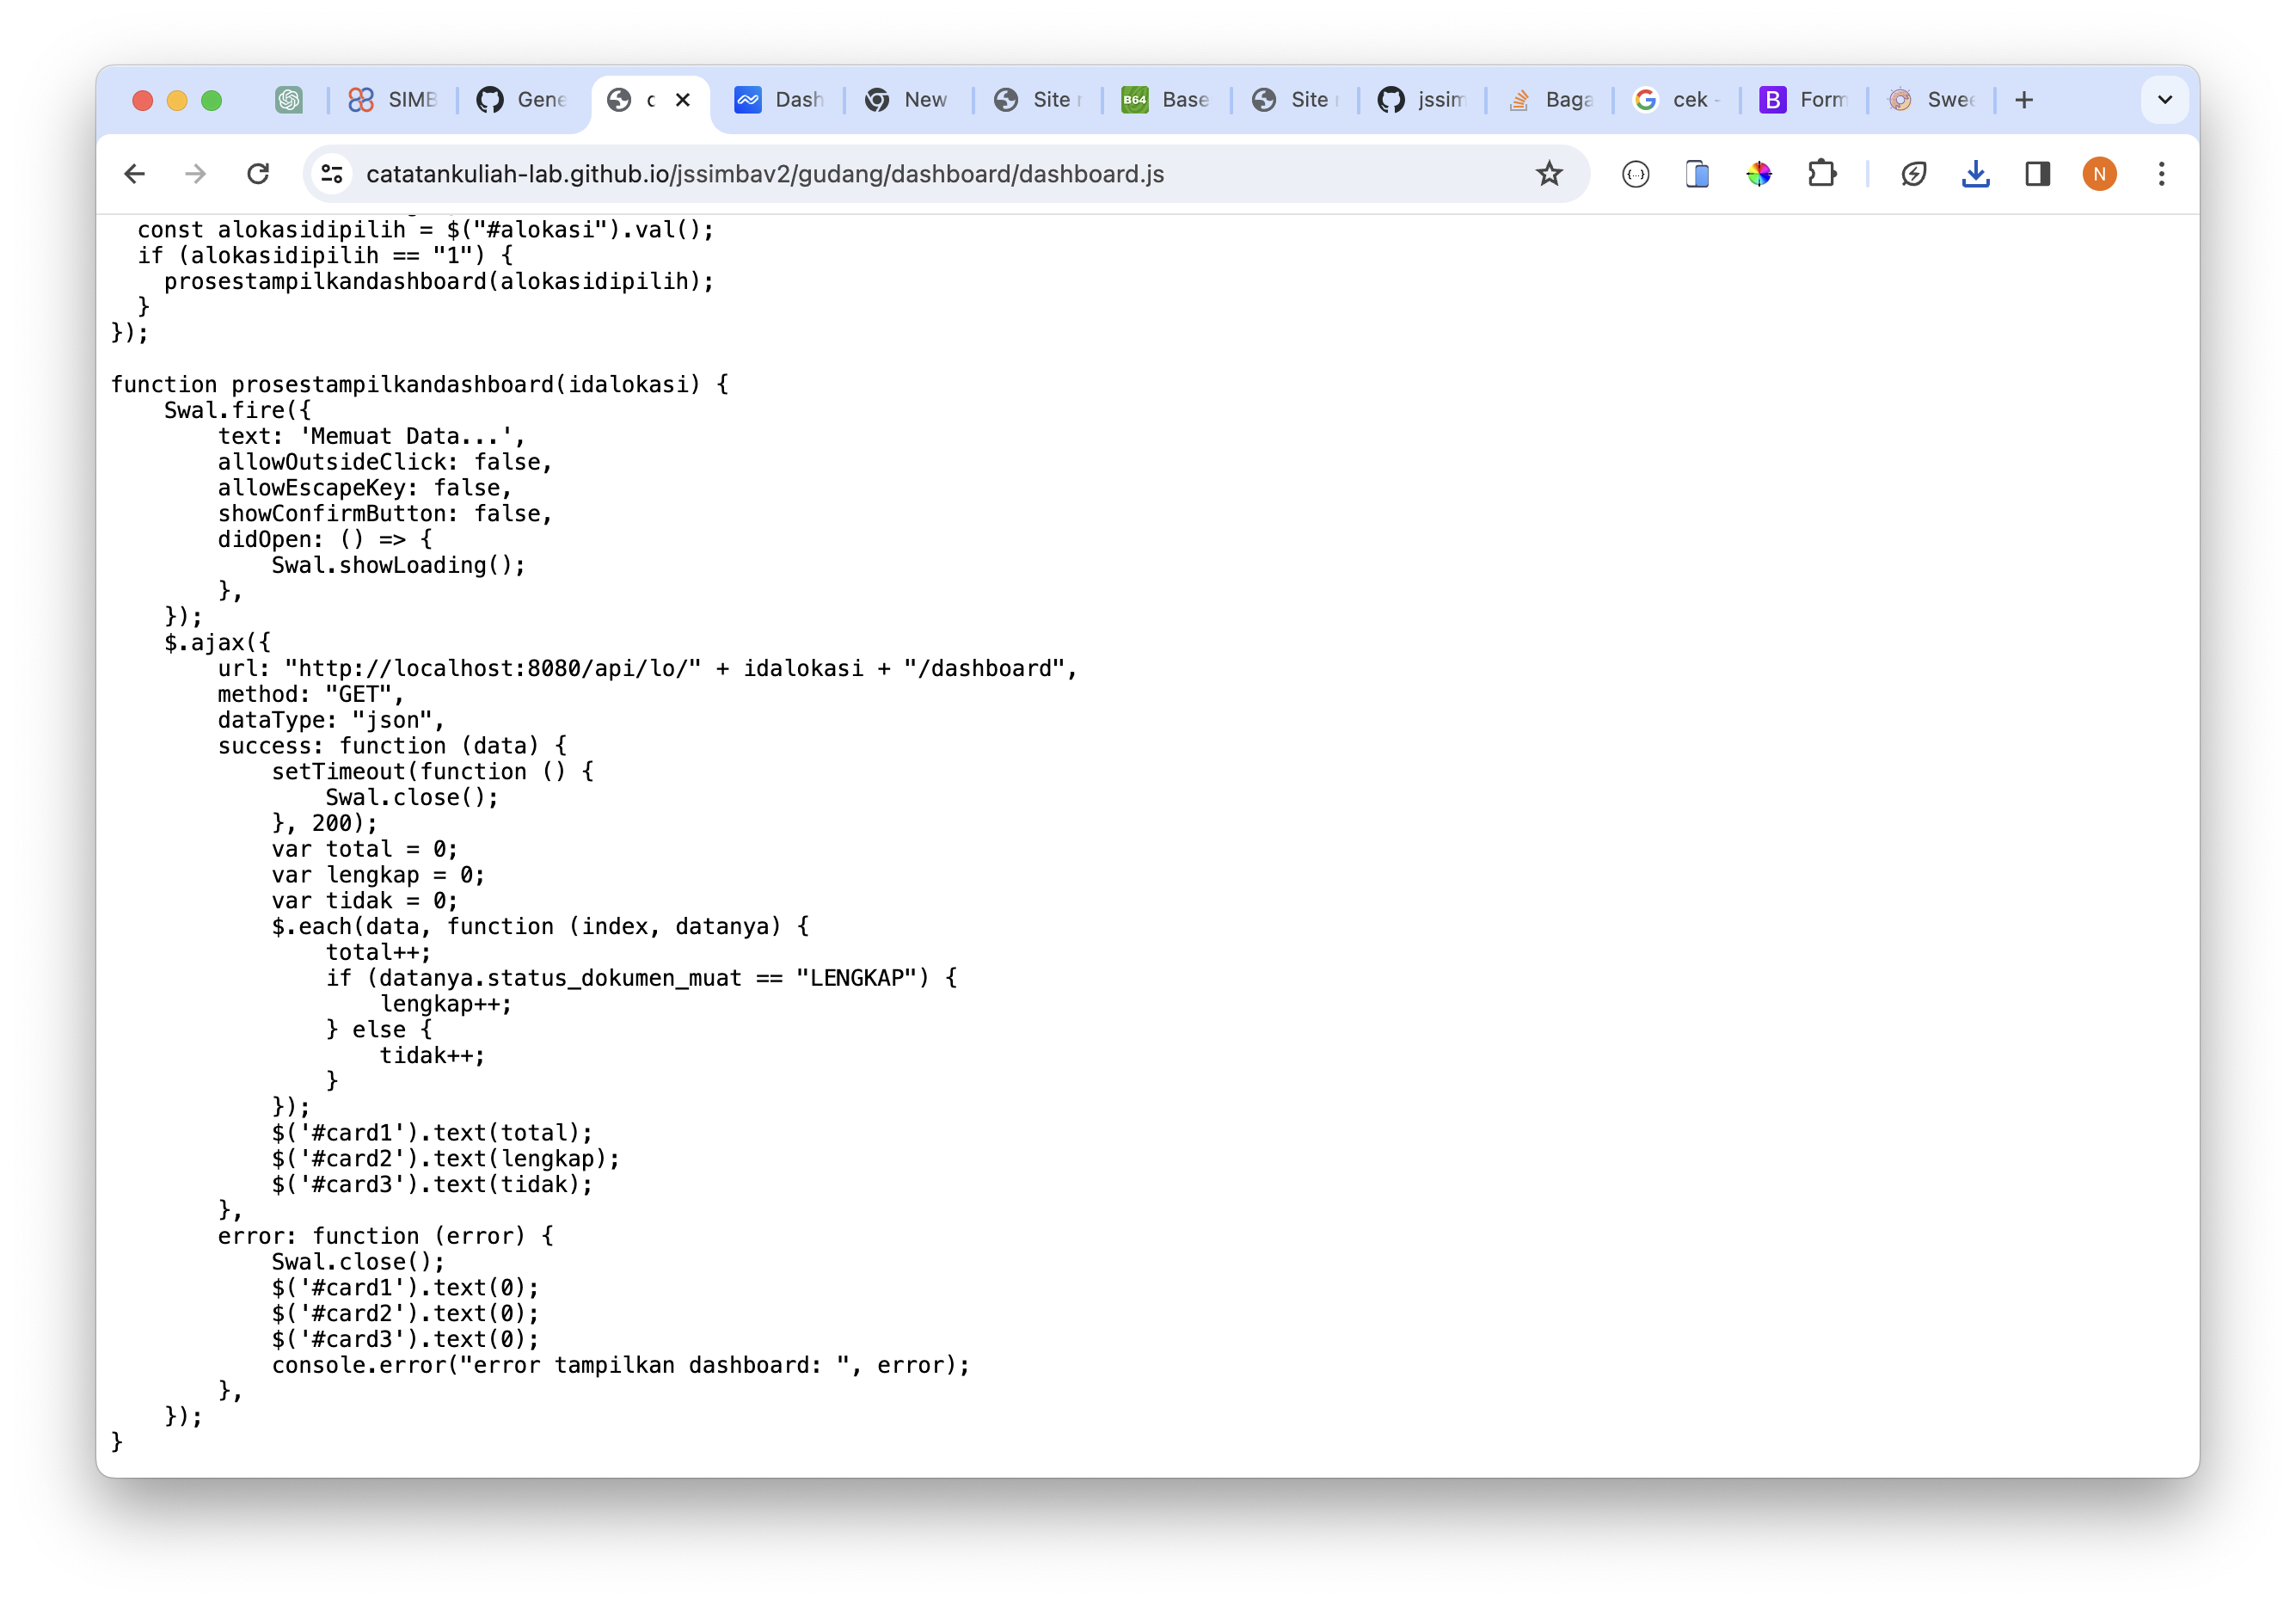 SIMB
Gene
c
Dash
New
Site r
B64
Base
Site r
jssim
Baga
cek -
B
Form
Swee
catatankuliah-lab.github.io/jssimbav2/gudang/dashboard/dashboard.js
N
  const alokasidipilih = $("#alokasi").val();
  if (alokasidipilih == "1") {
    prosestampilkandashboard(alokasidipilih);
  }
});
function prosestampilkandashboard(idalokasi) {
    Swal.fire({
        text: 'Memuat Data...',
        allowOutsideClick: false,
        allowEscapeKey: false,
        showConfirmButton: false,
        didOpen: () => {
            Swal.showLoading();
        },
    });
    $.ajax({
        url: "http://localhost:8080/api/lo/" + idalokasi + "/dashboard",
        method: "GET",
        dataType: "json",
        success: function (data) {
            setTimeout(function () {
                Swal.close();
            }, 200);
            var total = 0;
            var lengkap = 0;
            var tidak = 0;
            $.each(data, function (index, datanya) {
                total++;
                if (datanya.status_dokumen_muat == "LENGKAP") {
                    lengkap++;
                } else {
                    tidak++;
                }
            });
            $('#card1').text(total);
            $('#card2').text(lengkap);
            $('#card3').text(tidak);
        },
        error: function (error) {
            Swal.close();
            $('#card1').text(0);
            $('#card2').text(0);
            $('#card3').text(0);
            console.error("error tampilkan dashboard: ", error);
        },
    });
}